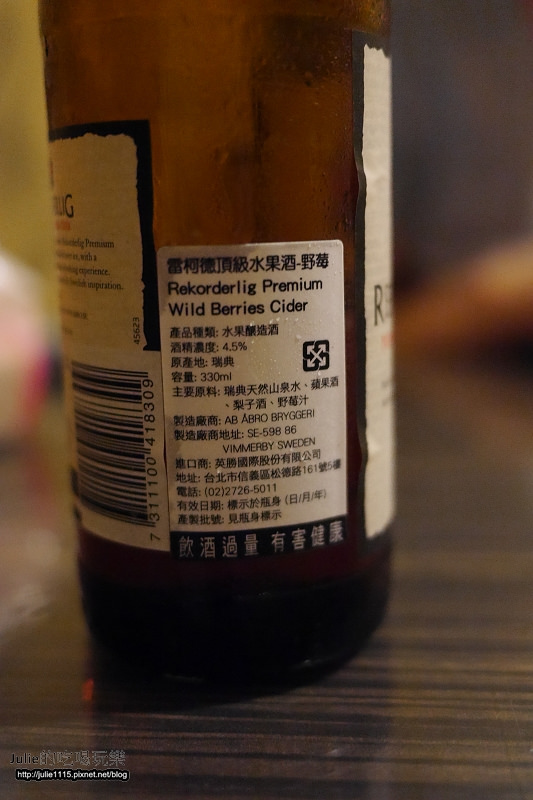 UG
Rekorderlig Premium
series, with a
experience.
inspiration.
45623
7 311100 418309
雷柯德頂級水果酒-野莓
Rekorderlig Premium
Wild Berries Cider
產品種類: 水果釀造酒
酒精濃度: 4.5%
原產地: 瑞典
容量: 330ml
主要原料: 瑞典天然山泉水、蘋果酒
、梨子酒、野莓汁
製造廠商: AB ÅBRO BRYGGERI
製造廠商地址: SE-598 86
VIMMERBY SWEDEN
進口商: 英勝國際股份有限公司
地址: 台北市信義區松德路161號5樓
電話: (02)2726-5011
有效日期: 標示於瓶身 (日/月/年)
產製批號: 見瓶身標示
飲酒過量 有害健康
R
Julie的吃喝玩樂
http://julie1115.pixnet.net/blog